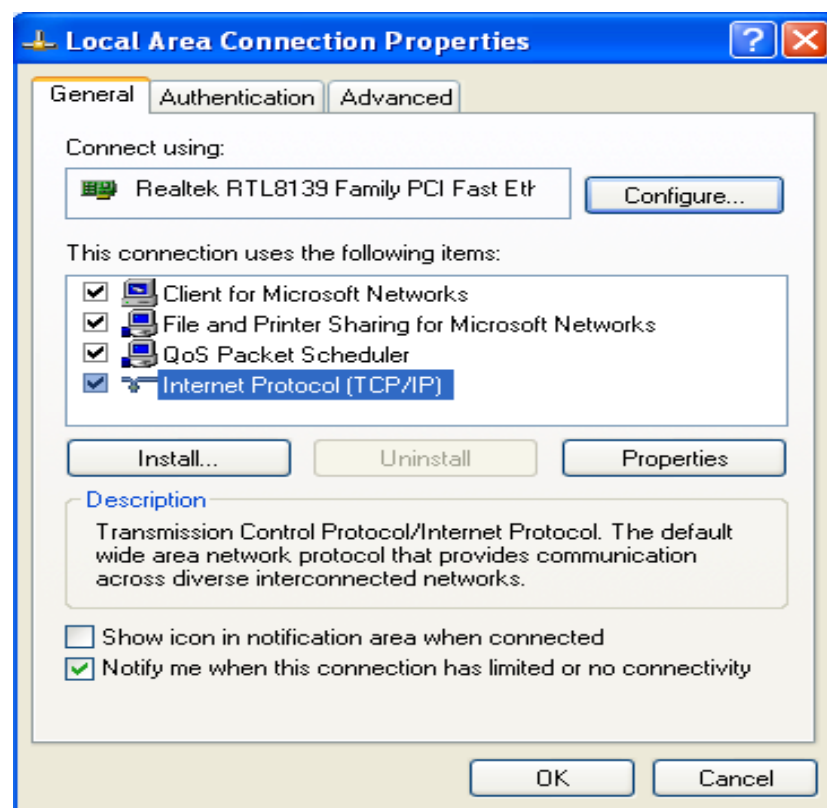 Local Area Connection Properties
?
General
Authentication
Advanced
Connect using:
Realtek RTL8139 Family PCI Fast Eth
Configure...
This connection uses the following items:
Client for Microsoft Networks
File and Printer Sharing for Microsoft Networks
QoS Packet Scheduler
Internet Protocol (TCP/IP)
Install...
Uninstall
Properties
Description
Transmission Control Protocol/Internet Protocol. The default
wide area network protocol that provides communication
across diverse interconnected networks.
Show icon in notification area when connected
Notify me when this connection has limited or no connectivity
OK
Cancel